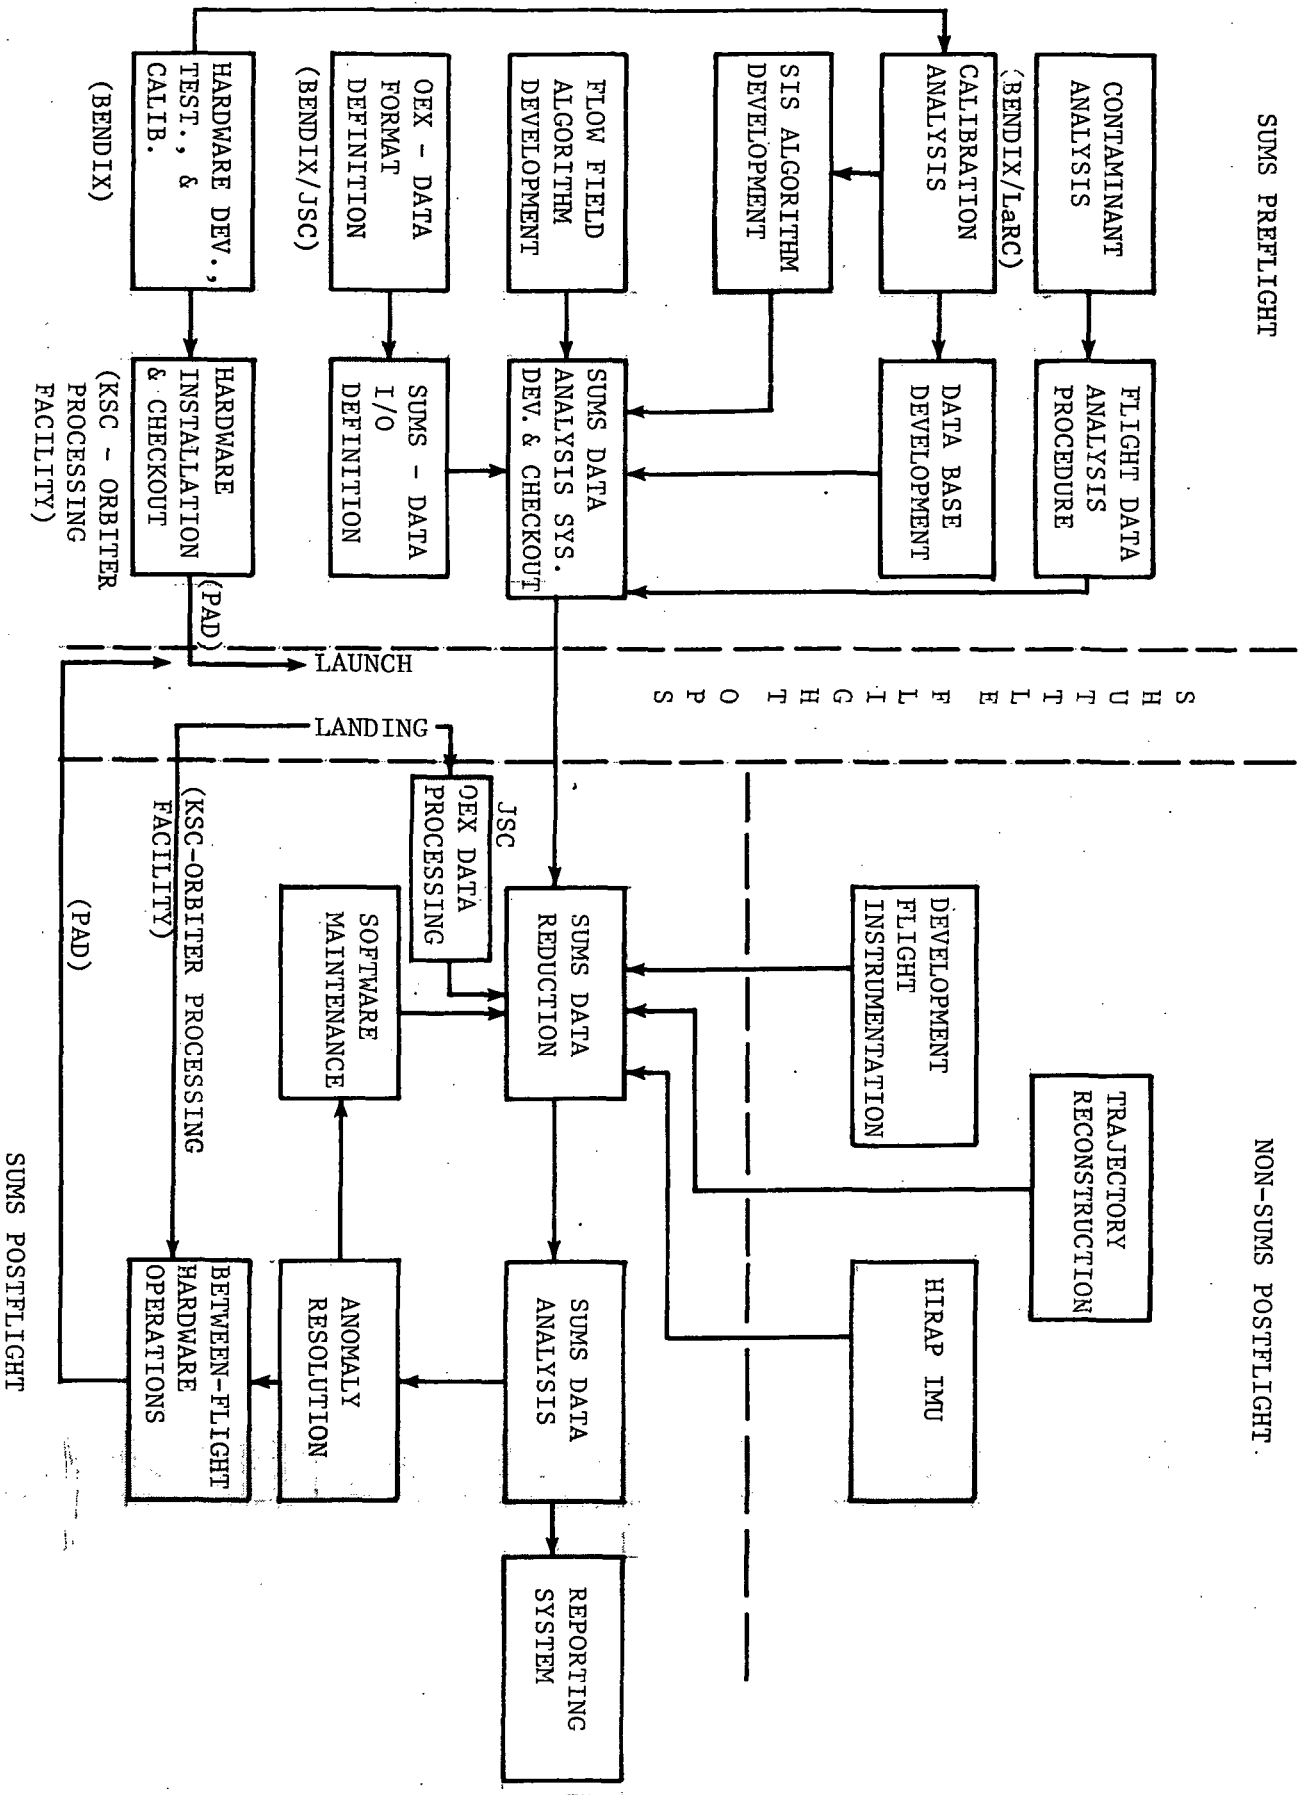 SUMS PREFLIGHT
CONTAMINANT
ANALYSIS
FLIGHT DATA
ANALYSIS
PROCEDURE
(BENDIX/LaRC)
CALIBRATION
ANALYSIS
DATA BASE
DEVELOPMENT
SIS ALGORITHM
DEVELOPMENT
FLOW FIELD
ALGORITHM
DEVELOPMENT
SUMS DATA
ANALYSIS SYS.
DEV. & CHECKOUT
OEX - DATA
FORMAT
DEFINITION
(BENDIX/JSC)
SUMS - DATA
I/O
DEFINITION
HARDWARE DEV.,
TEST., &
CALIB.
(BENDIX)
HARDWARE
INSTALLATION
& CHECKOUT
(KSC - ORBITER
PROCESSING
FACILITY)
(PAD)
LAUNCH
SHUTTLE FLIGHT OPS
LANDING
NON-SUMS POSTFLIGHT.
TRAJECTORY
RECONSTRUCTION
DEVELOPMENT
FLIGHT
INSTRUMENTATION
HIRAP IMU
JSC
OEX DATA
PROCESSING
SUMS DATA
REDUCTION
SUMS DATA
ANALYSIS
REPORTING
SYSTEM
SOFTWARE
MAINTENANCE
ANOMALY
RESOLUTION
(KSC-ORBITER PROCESSING
FACILITY)
BETWEEN-FLIGHT
HARDWARE
OPERATIONS
(PAD)
SUMS POSTFLIGHT